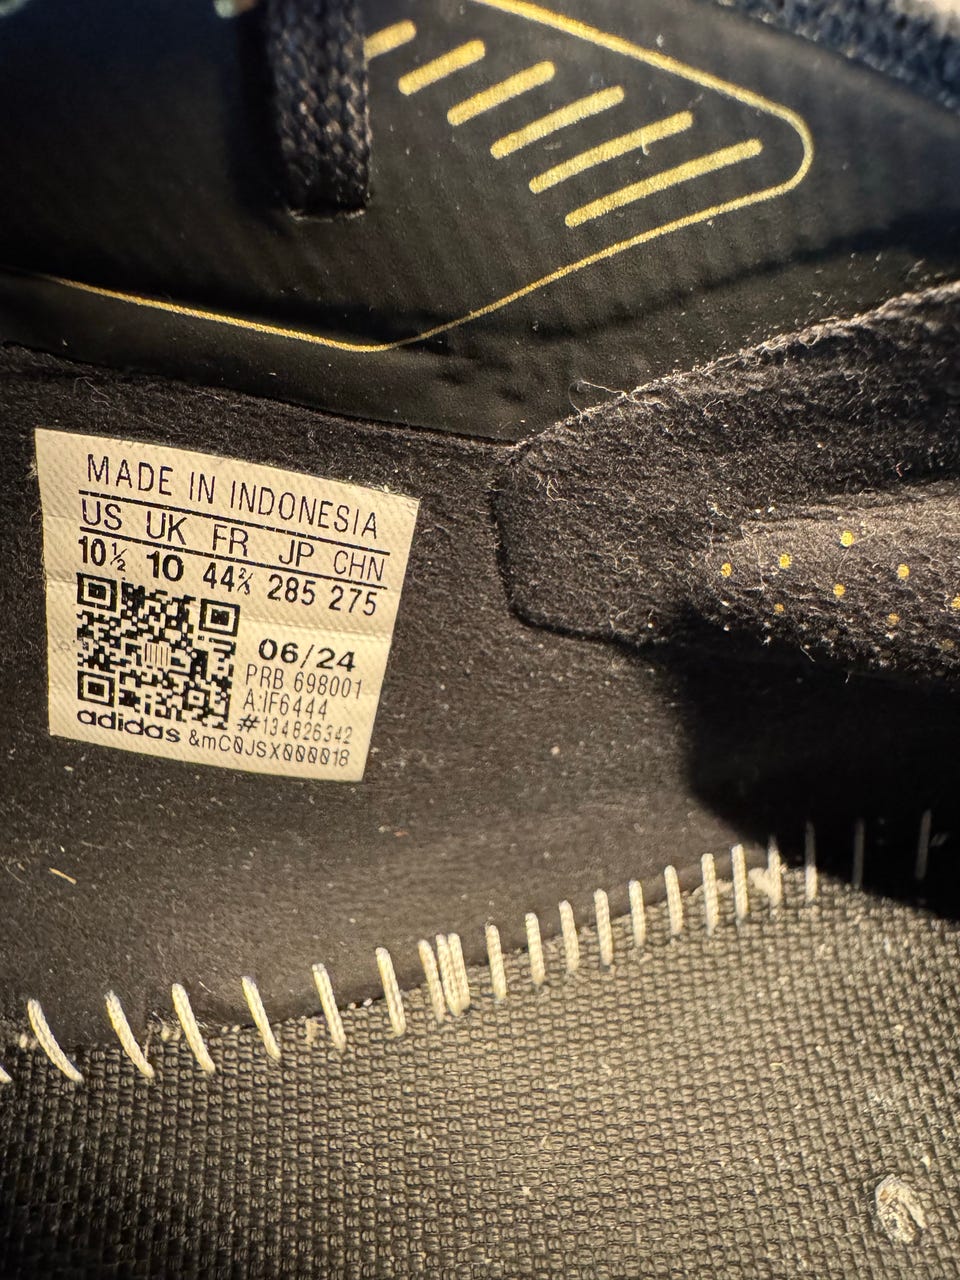 MADE IN INDONESIA
US UK FR JP CHN
10½ 10 44⅔ 285 275
06/24
PRB 698001
A:IF6444
#134826342
adidas &mC0JSX000018